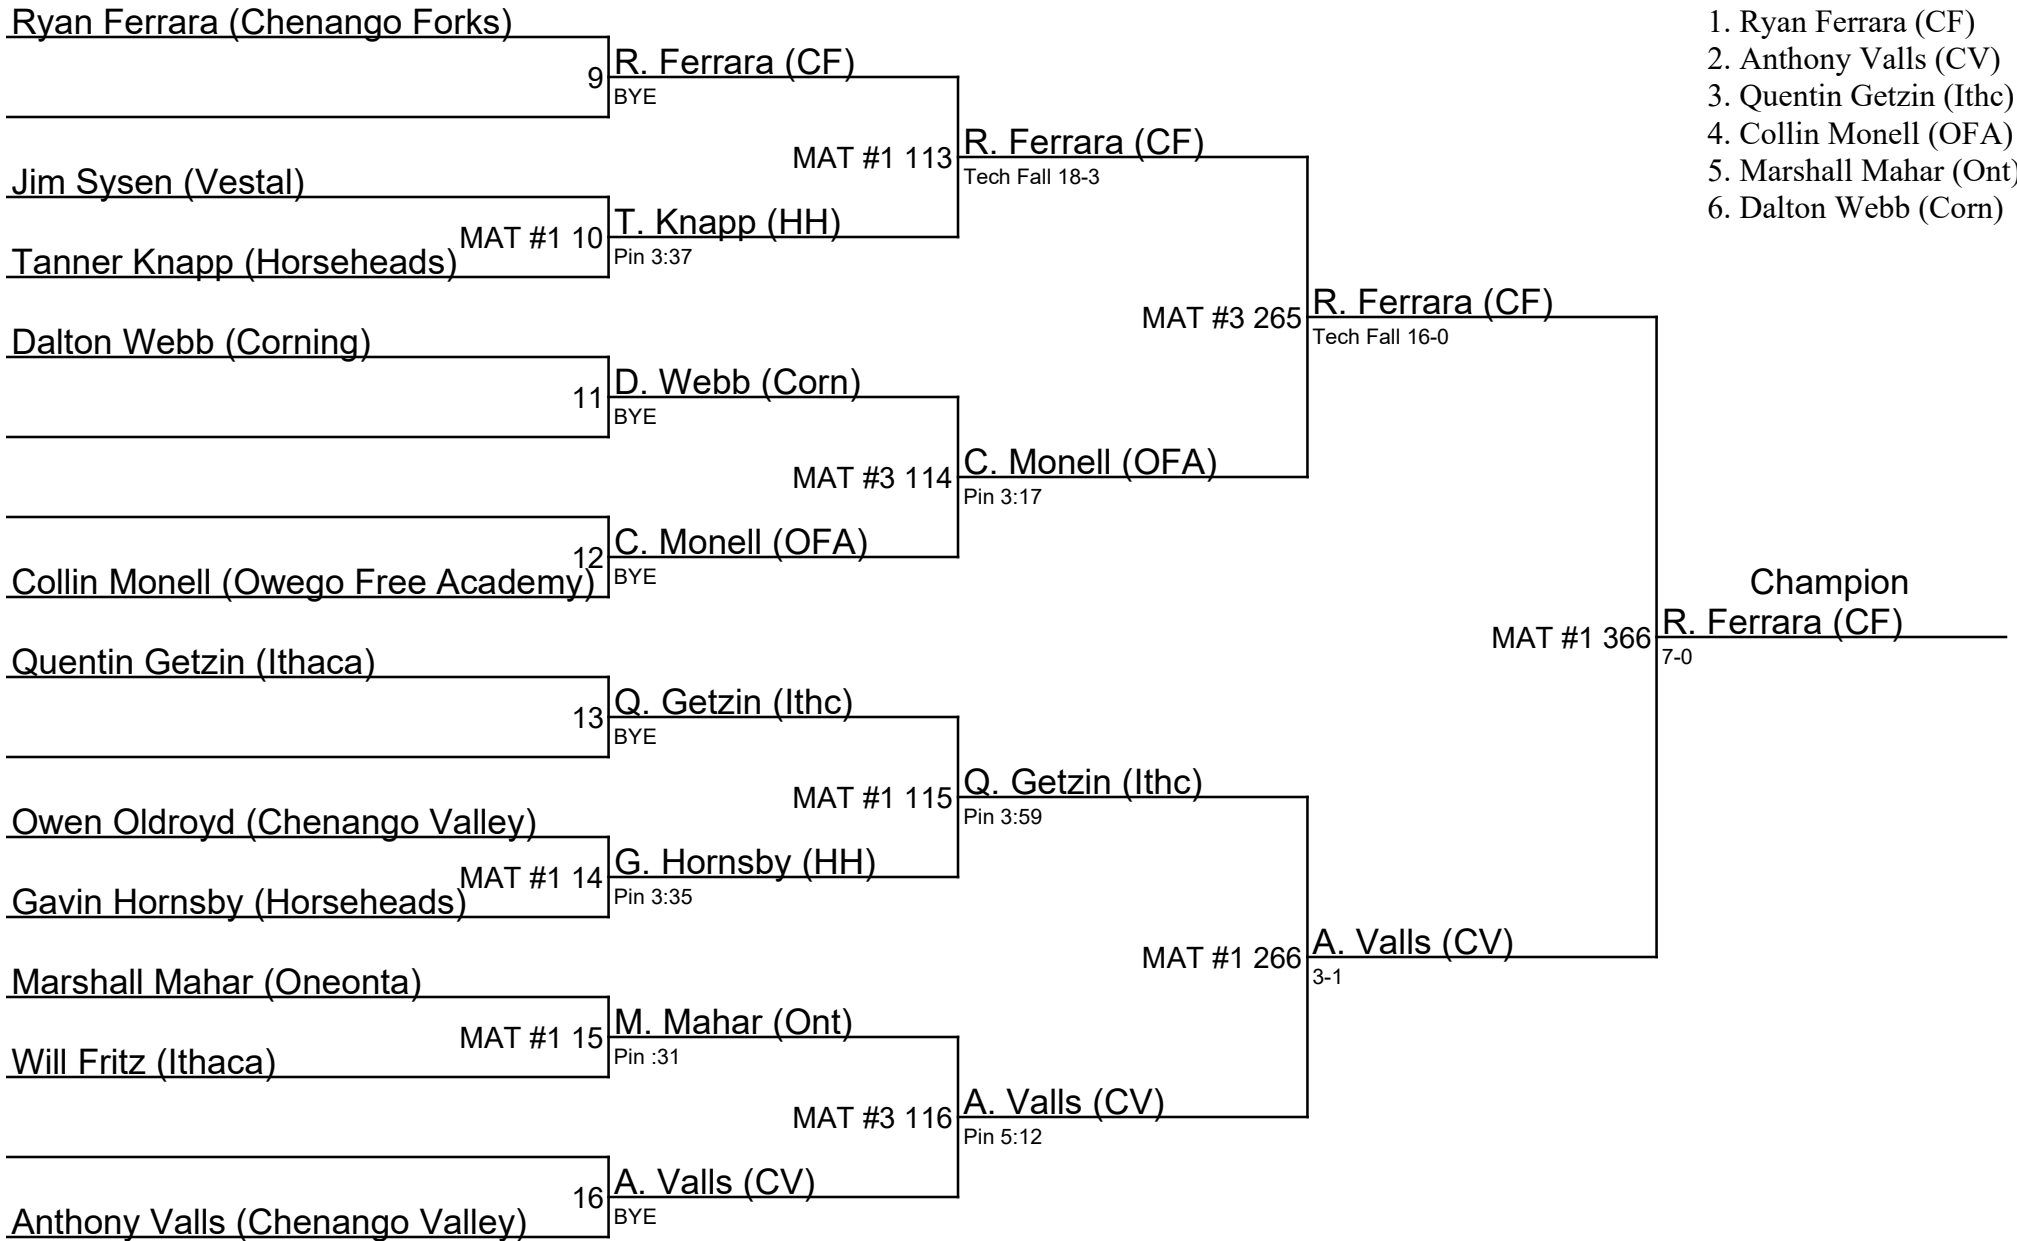 Ryan Ferrara (Chenango Forks)
9
R. Ferrara (CF)
BYE
Jim Sysen (Vestal)
MAT #1 10
Tanner Knapp (Horseheads)
T. Knapp (HH)
Pin 3:37
MAT #1 113
R. Ferrara (CF)
Tech Fall 18-3
Dalton Webb (Corning)
11
D. Webb (Corn)
BYE
12
Collin Monell (Owego Free Academy)
C. Monell (OFA)
BYE
MAT #3 114
C. Monell (OFA)
Pin 3:17
MAT #3 265
R. Ferrara (CF)
Tech Fall 16-0
Quentin Getzin (Ithaca)
13
Q. Getzin (Ithc)
BYE
Owen Oldroyd (Chenango Valley)
MAT #1 14
Gavin Hornsby (Horseheads)
G. Hornsby (HH)
Pin 3:35
MAT #1 115
Q. Getzin (Ithc)
Pin 3:59
Marshall Mahar (Oneonta)
MAT #1 15
Will Fritz (Ithaca)
M. Mahar (Ont)
Pin :31
16
Anthony Valls (Chenango Valley)
A. Valls (CV)
BYE
MAT #3 116
A. Valls (CV)
Pin 5:12
MAT #1 266
A. Valls (CV)
3-1
MAT #1 366
Champion
R. Ferrara (CF)
7-0
1. Ryan Ferrara (CF)
2. Anthony Valls (CV)
3. Quentin Getzin (Ithc)
4. Collin Monell (OFA)
5. Marshall Mahar (Ont)
6. Dalton Webb (Corn)